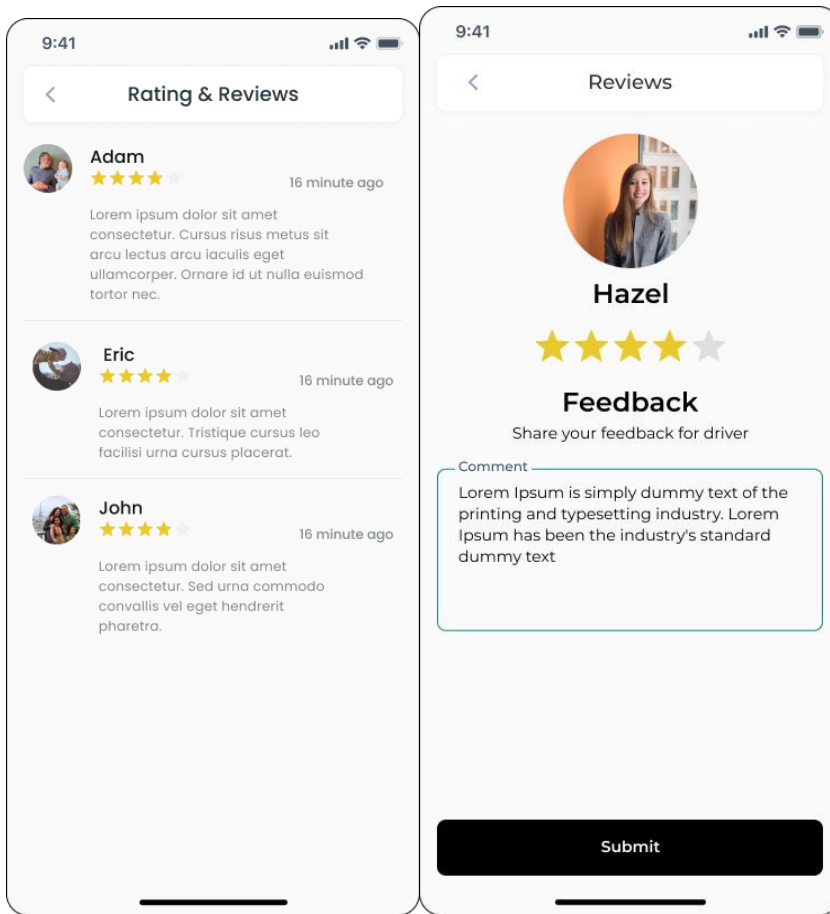 9:41
Rating & Reviews
Adam
16 minute ago
Lorem ipsum dolor sit amet
consectetur. Cursus risus metus sit
arcu lectus arcu iaculis eget
ullamcorper. Ornare id ut nulla euismod
tortor nec.
Eric
16 minute ago
Lorem ipsum dolor sit amet
consectetur. Tristique cursus leo
facilisi urna cursus placerat.
John
16 minute ago
Lorem ipsum dolor sit amet
consectetur. Sed urna commodo
convallis vel eget hendrerit
pharetra.
9:41
Reviews
Hazel
Feedback
Share your feedback for driver
Comment
Lorem Ipsum is simply dummy text of the
printing and typesetting industry. Lorem
Ipsum has been the industry's standard
dummy text
Submit